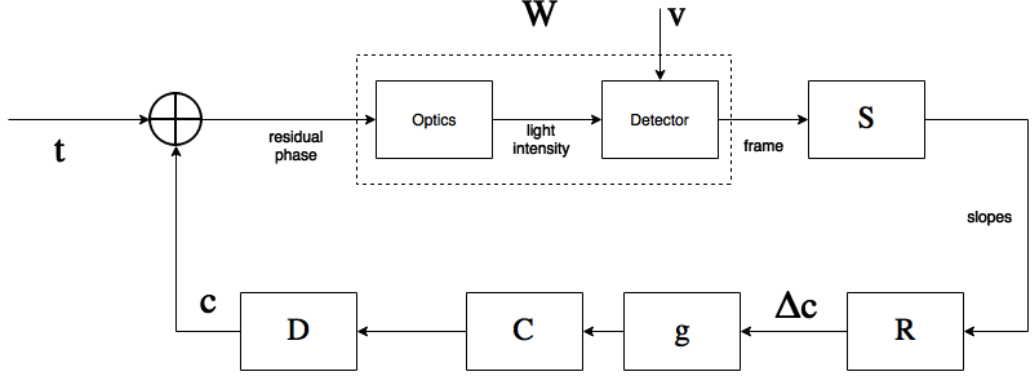 W
v
Optics
Detector
S
t
residual
phase
light
intensity
frame
slopes
c
D
C
g
Δc
R